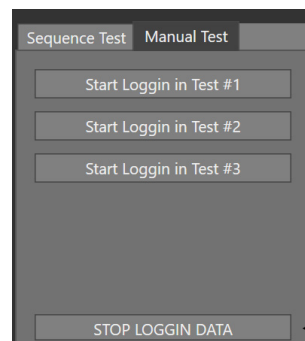 Sequence Test Manual Test
Start Loggin in Test #1
Start Loggin in Test #2
Start Loggin in Test #3
STOP LOGGIN DATA